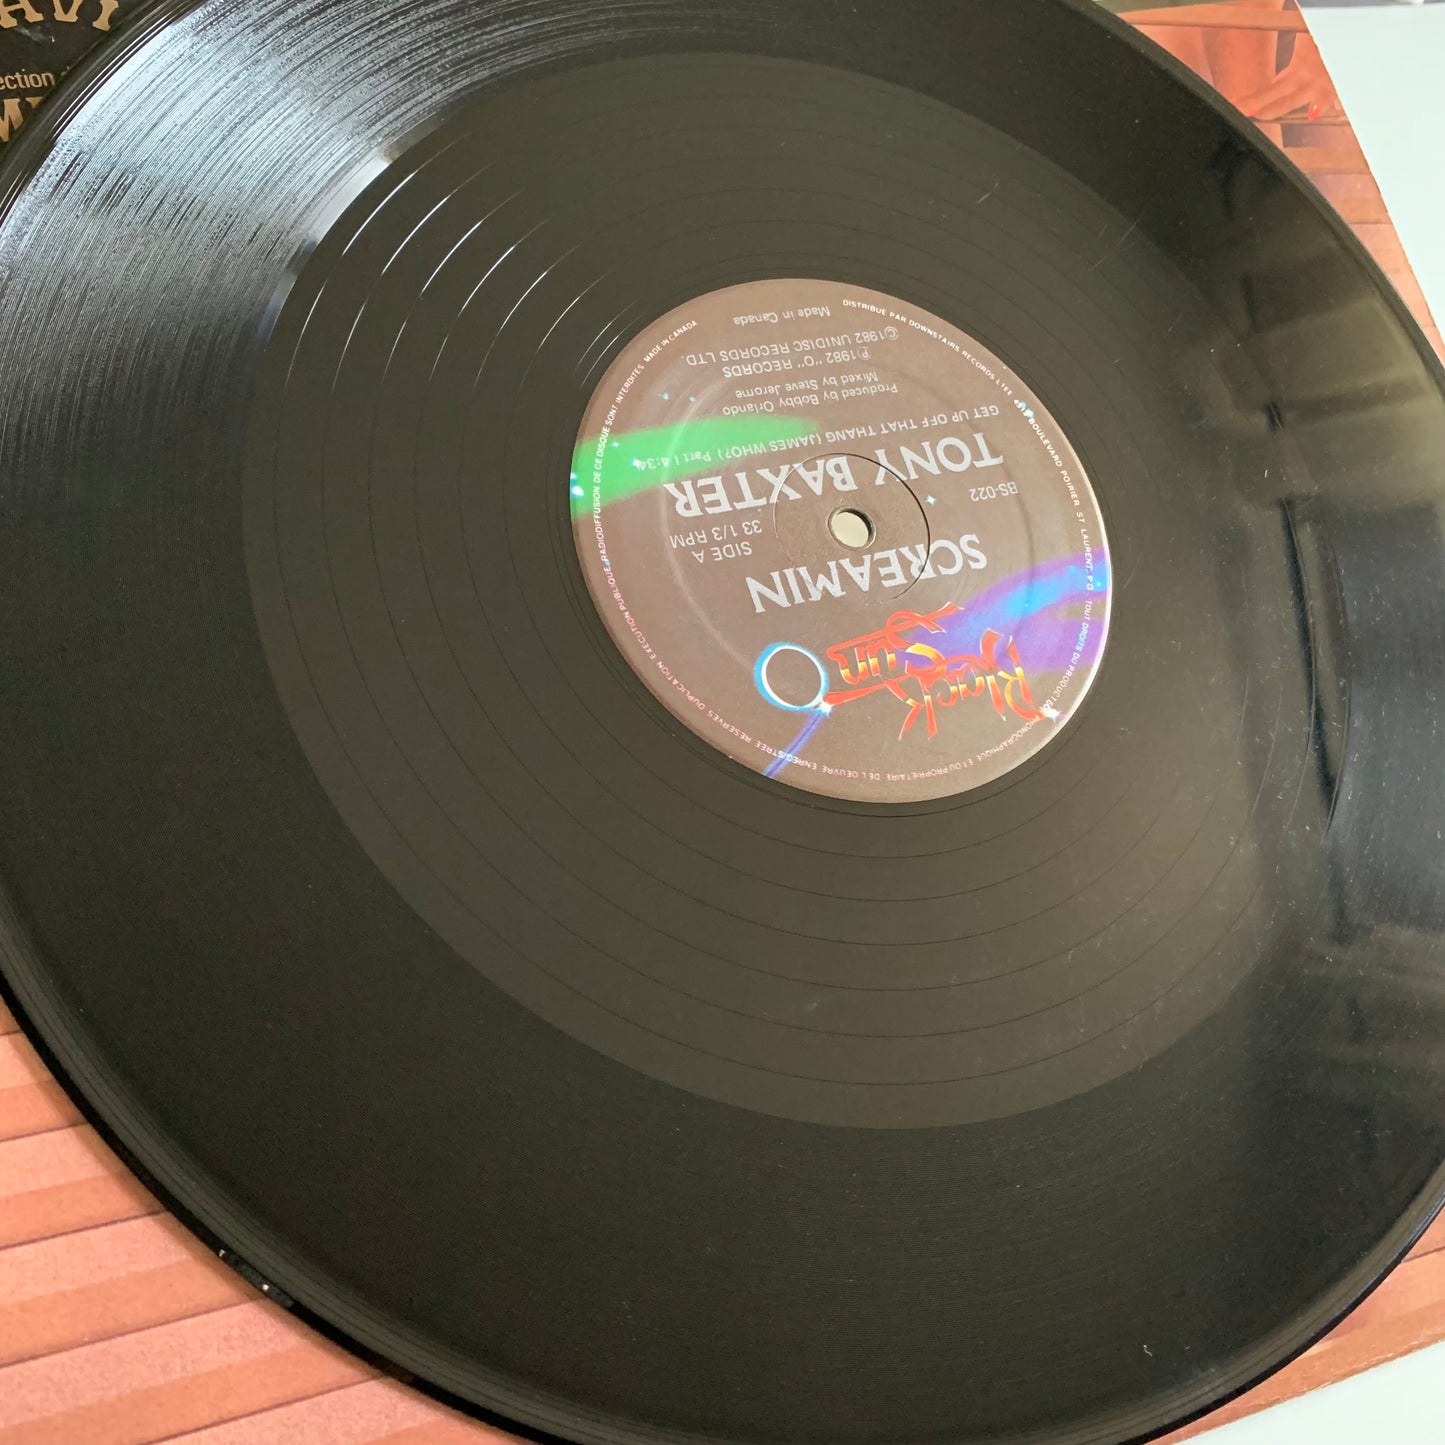 Black Sun
SCREAMIN
SIDE A
33 1/3 RPM
BS-022
TONY BAXTER
GET UP OFF THAT THANG (JAMES WHO?) Part I 4:34
Produced by Bobby Orlando
Mixed by Steve Jerome
℗1982 "O" RECORDS
©1982 UNIDISC RECORDS LTD.
Made in Canada
DISTRIBUE PAR DOWNSTAIRS RECORDS LTEE BOULEVARD POIRIER ST. LAURENT, P.Q. TOUT DROITS DU PRODUCTEUR PHONOGRAPHIQUE ET DU PROPRIETAIRE DE L OEUVRE ENREGISTREE RESERVES DUPLICATION EXECUTION PUBLIQUE RADIODIFFUSION DE CE DISQUE SONT INTERDITES MADE IN CANADA